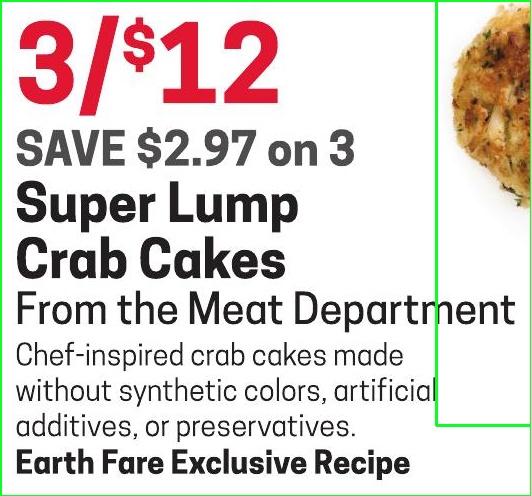 3/$12
SAVE $2.97 on 3
Super Lump
Crab Cakes
From the Meat Department
Chef-inspired crab cakes made
without synthetic colors, artificial
additives, or preservatives.
Earth Fare Exclusive Recipe